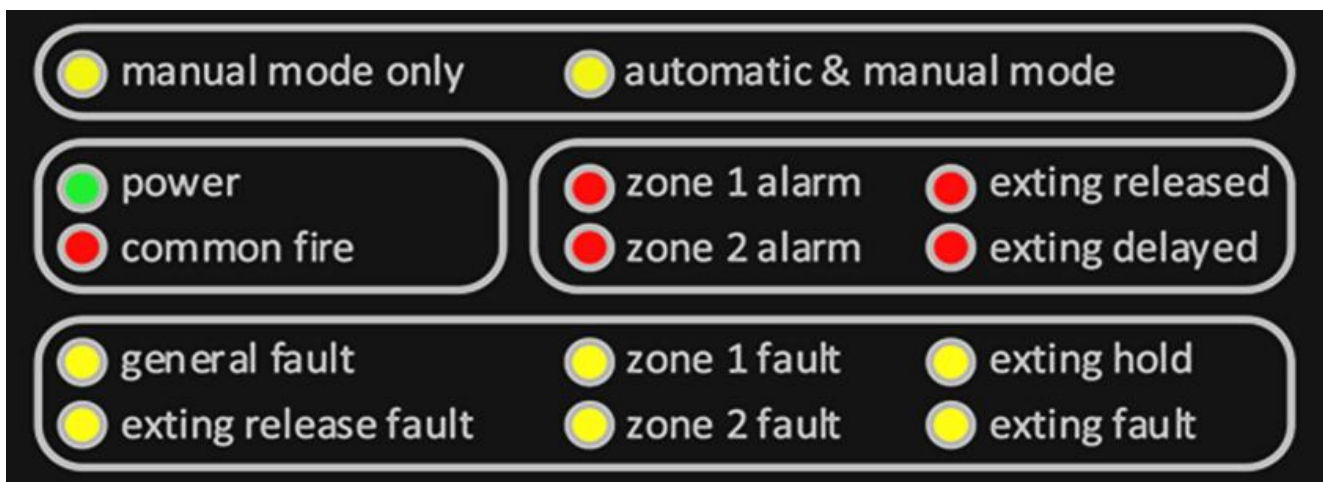 manual mode only automatic & manual mode
power
common fire
zone 1 alarm exting released
zone 2 alarm exting delayed
general fault zone 1 fault exting hold
exting release fault zone 2 fault exting fault